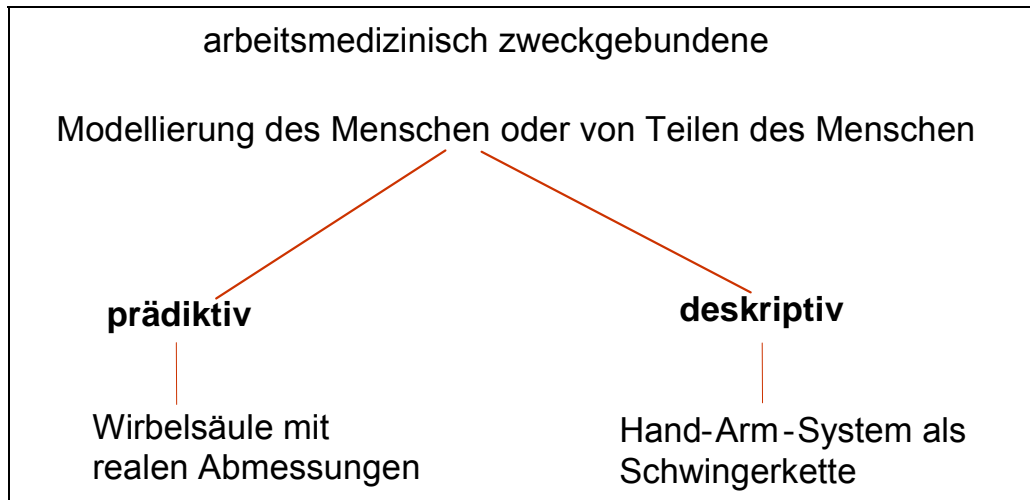 arbeitsmedizinisch zweckgebundene
Modellierung des Menschen oder von Teilen des Menschen
prädiktiv
deskriptiv
Wirbelsäule mit
realen Abmessungen
Hand-Arm-System als
Schwingerkette